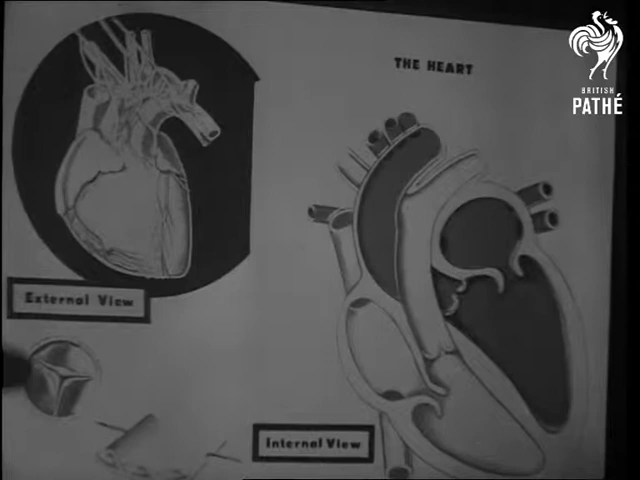 THE HEART
BRITISH
PATHÉ
External View
Internal View